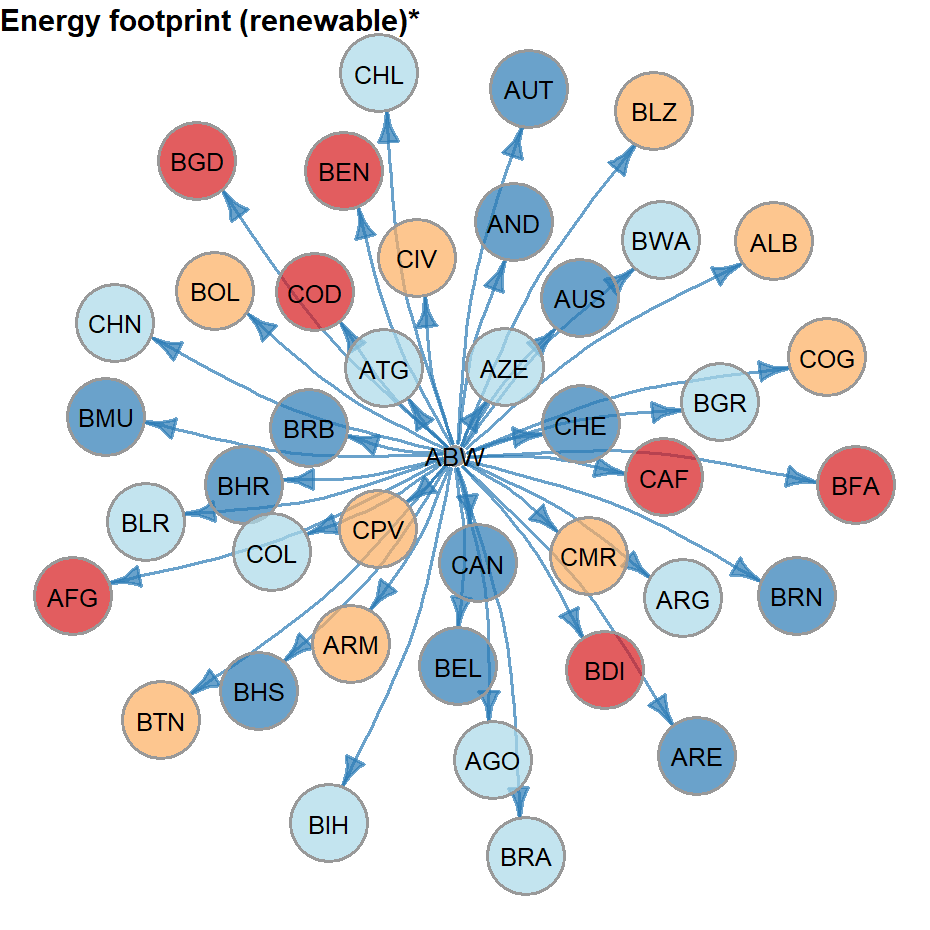 Energy footprint (renewable)*
CHL
AUT
BLZ
BGD
BEN
AND
BWA
ALB
CIV
BOL
COD
AUS
CHN
ATG
AZE
COG
BGR
BMU
BRB
CHE
ABW
CAF
BFA
BHR
BLR
CPV
COL
CAN
CMR
AFG
ARG
BRN
ARM
BEL
BDI
BHS
BTN
AGO
ARE
BIH
BRA